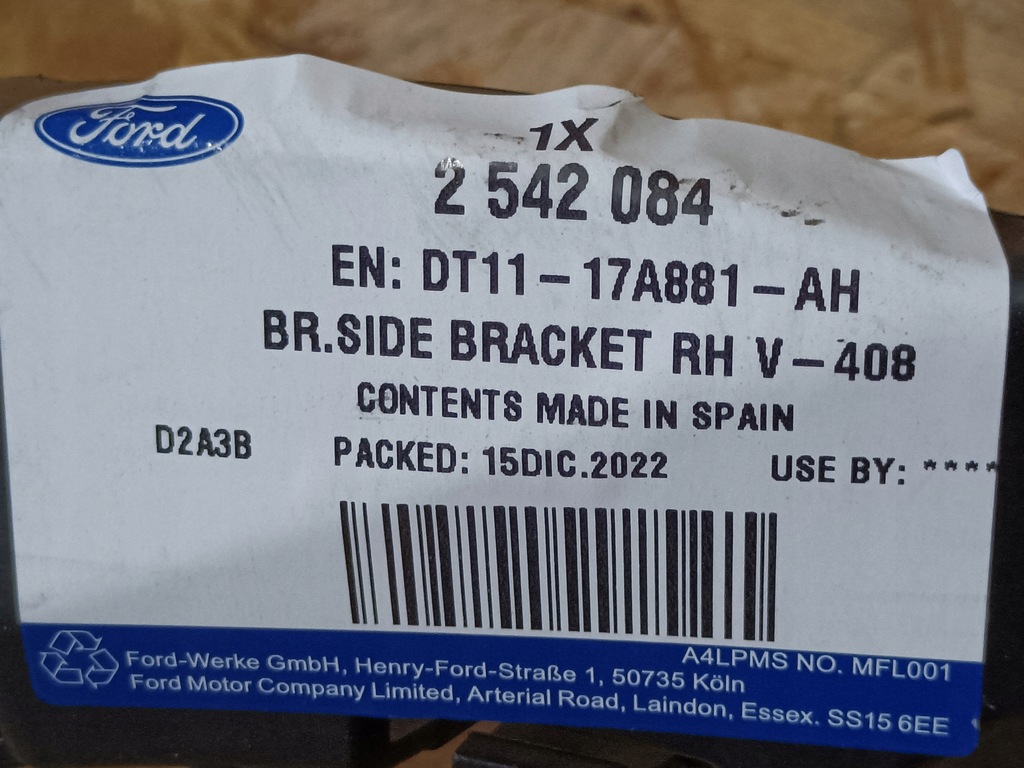 Ford
1X
2 542 084
EN: DT11-17A881-AH
BR.SIDE BRACKET RH V-408
CONTENTS MADE IN SPAIN
D2A3B PACKED: 15DIC.2022 USE BY: ****
A4LPMS NO. MFL001
Ford-Werke GmbH, Henry-Ford-Straße 1, 50735 Köln
Ford Motor Company Limited, Arterial Road, Laindon, Essex. SS15 6EE